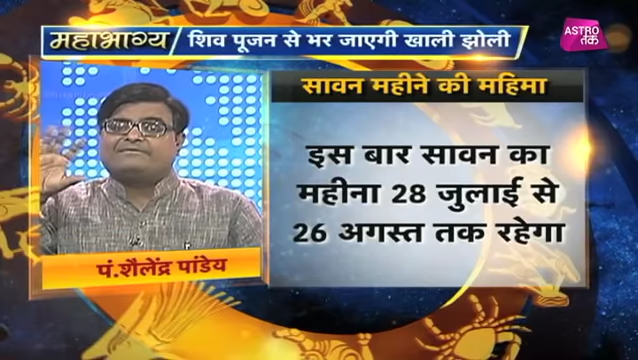 महाभाग्य शिव पूजन से भर जाएगी खाली झोली
ASTRO
तक
सावन महीने की महिमा
इस बार सावन का
महीना 28 जुलाई से
26 अगस्त तक रहेगा
पं.शैलेंद्र पांडेय